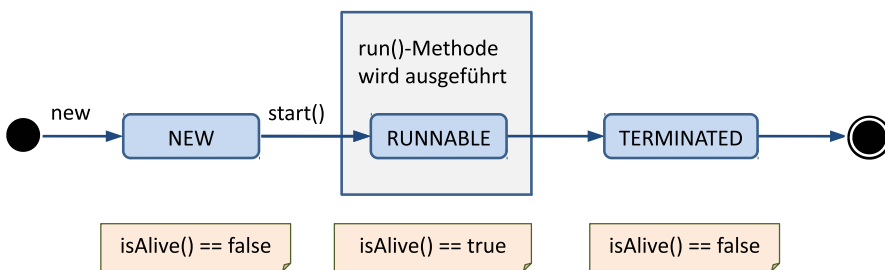 run()-Methode
wird ausgeführt
new
start()
NEW
RUNNABLE
TERMINATED
isAlive() == false
isAlive() == true
isAlive() == false